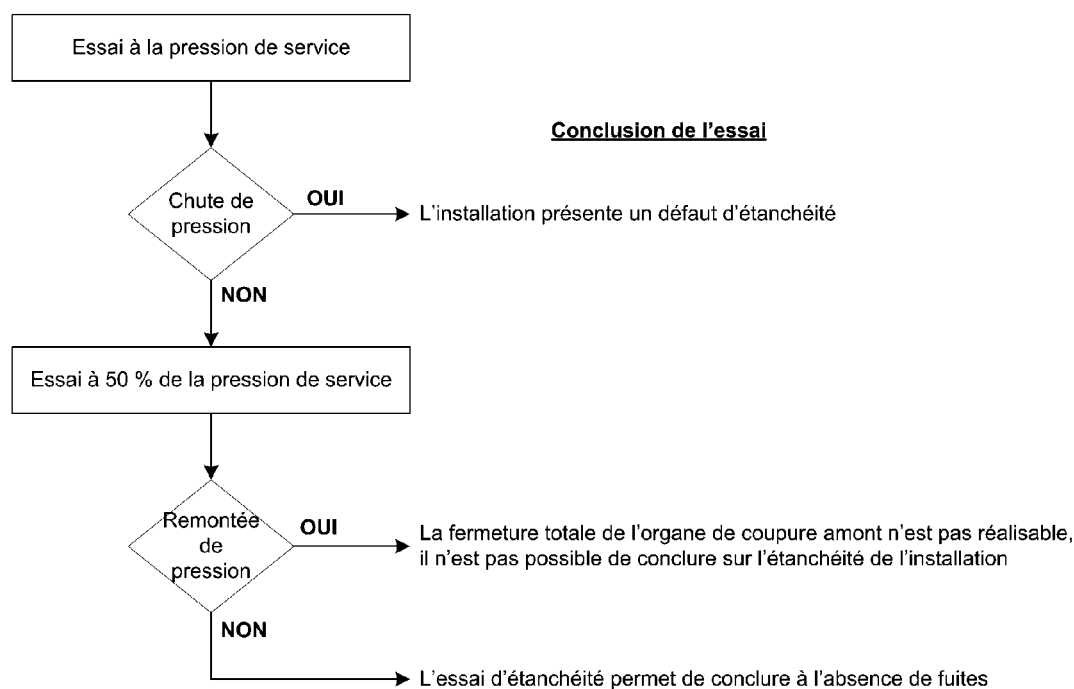 Essai à la pression de service
Conclusion de l'essai
Chute de
pression
OUI
L'installation présente un défaut d'étanchéité
NON
Essai à 50 % de la pression de service
Remontée
de
pression
OUI
La fermeture totale de l'organe de coupure amont n'est pas réalisable,
il n'est pas possible de conclure sur l'étanchéité de l'installation
NON
L'essai d'étanchéité permet de conclure à l'absence de fuites